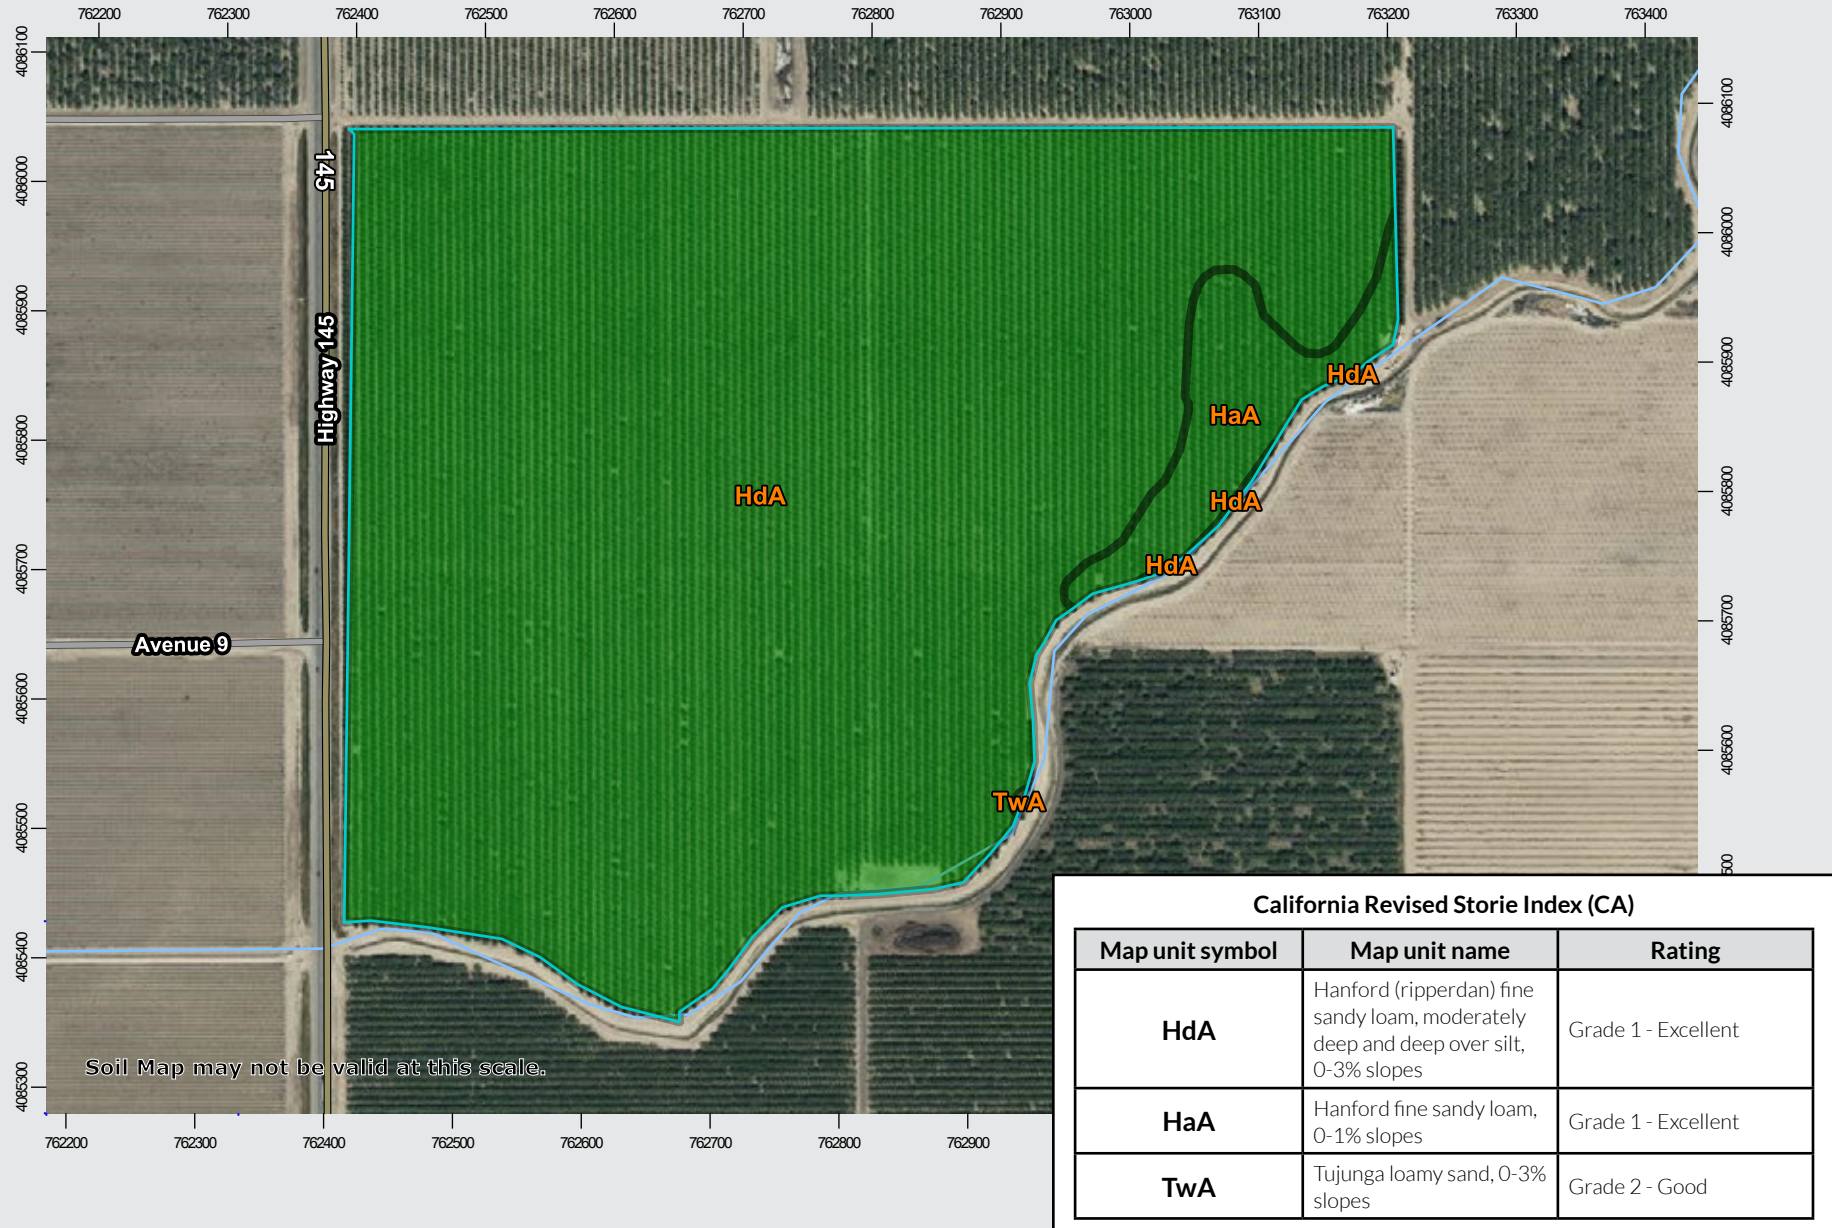 762200 762300 762400 762500 762600 762700 762800 762900 763000 763100 763200 763300 763400
4086100
4086000
4085900
4085800
4085700
4085600
4085500
4085400
4085300
4086100
4086000
4085900
4085800
4085700
4085600
500
145
Highway 145
Avenue 9
HdA
HaA
HdA
HdA
HdA
TwA
Soil Map may not be valid at this scale.
762200 762300 762400 762500 762600 762700 762800 762900
California Revised Storie Index (CA)
Map unit symbol Map unit name Rating
HdA
Hanford (ripperdan) fine
sandy loam, moderately
deep and deep over silt,
0-3% slopes
Grade 1 - Excellent
HaA
Hanford fine sandy loam,
0-1% slopes
Grade 1 - Excellent
TwA
Tujunga loamy sand, 0-3%
slopes
Grade 2 - Good